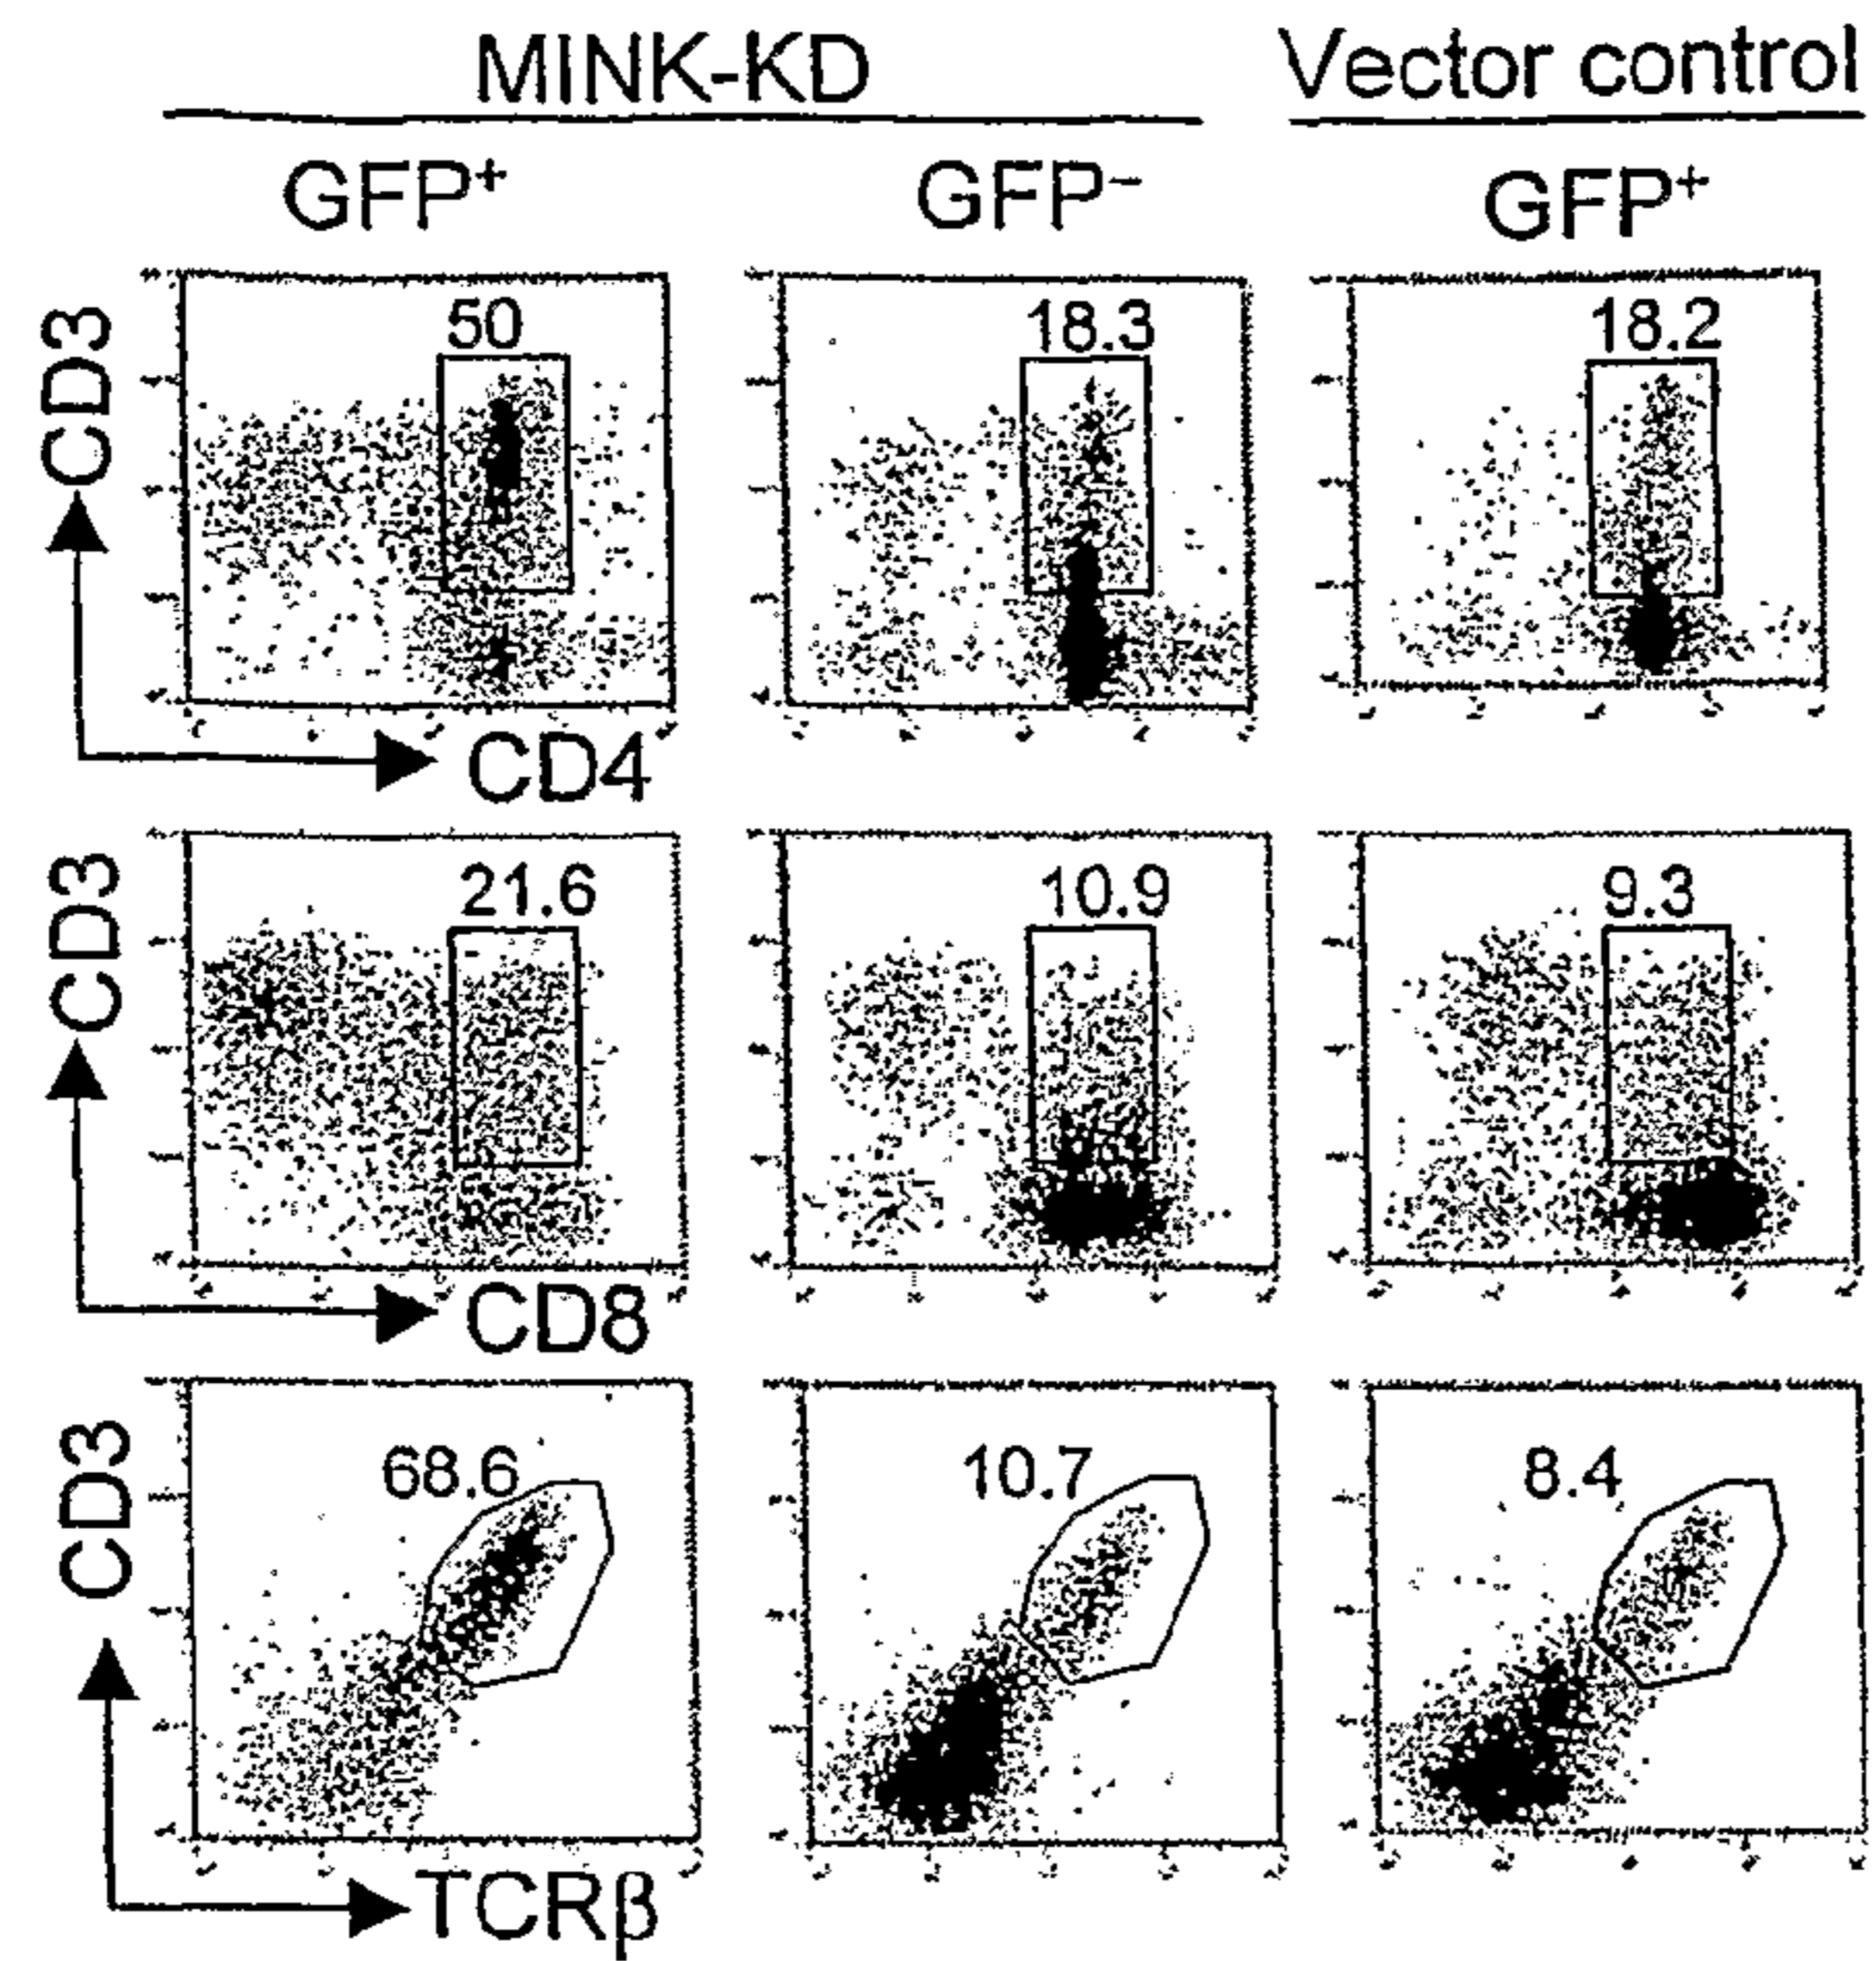 MINK-KD Vector control
GFP⁺ GFP⁻ GFP⁺
CD3
50 18.3 18.2
CD4
CD3
21.6 10.9 9.3
CD8
CD3
68.6 10.7 8.4
TCRβ